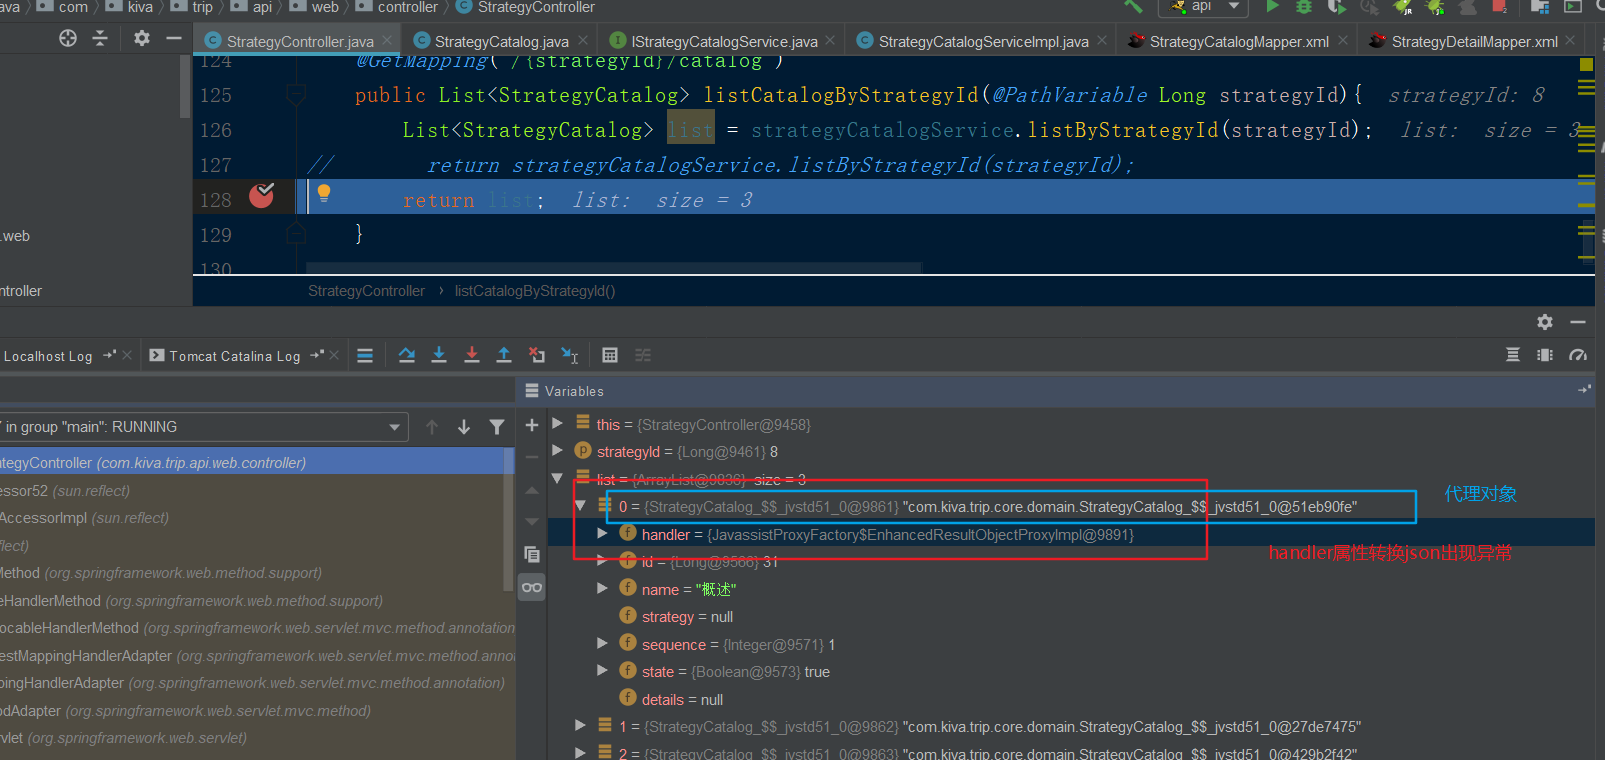 ava com kiva trip api web controller StrategyController
api
StrategyController.java StrategyCatalog.java IStrategyCatalogService.java StrategyCatalogServiceImpl.java StrategyCatalogMapper.xml StrategyDetailMapper.xml
124 @GetMapping("/{strategyId}/catalog")
125 public List<StrategyCatalog> listCatalogByStrategyId(@PathVariable Long strategyId){ strategyId: 8
126 List<StrategyCatalog> list = strategyCatalogService.listByStrategyId(strategyId); list: size = 3
127 // return strategyCatalogService.listByStrategyId(strategyId);
128 return list; list: size = 3
129 }
130
.web
ntroller
StrategyController › listCatalogByStrategyId()
Localhost Log Tomcat Catalina Log
Variables
' in group "main": RUNNING
ategyController (com.kiva.trip.api.web.controller)
essor52 (sun.reflect)
AccessorImpl (sun.reflect)
flect)
Method (org.springframework.web.method.support)
eHandlerMethod (org.springframework.web.method.support)
ocableHandlerMethod (org.springframework.web.servlet.mvc.method.annotation
estMappingHandlerAdapter (org.springframework.web.servlet.mvc.method.anno
pingHandlerAdapter (org.springframework.web.servlet.mvc.method.annotation)
odAdapter (org.springframework.web.servlet.mvc.method)
rvlet (org.springframework.web.servlet)
this = {StrategyController@9458}
strategyId = {Long@9461} 8
list = {ArrayList@9836} size = 3
0 = {StrategyCatalog_$$_jvstd51_0@9861} "com.kiva.trip.core.domain.StrategyCatalog_$$_jvstd51_0@51eb90fe"
代理对象
handler = {JavassistProxyFactory$EnhancedResultObjectProxyImpl@9891}
handler属性转换json出现异常
id = {Long@9566} 31
name = "概述"
strategy = null
sequence = {Integer@9571} 1
state = {Boolean@9573} true
details = null
1 = {StrategyCatalog_$$_jvstd51_0@9862} "com.kiva.trip.core.domain.StrategyCatalog_$$_jvstd51_0@27de7475"
2 = {StrategyCatalog_$$_jvstd51_0@9863} "com.kiva.trip.core.domain.StrategyCatalog_$$_jvstd51_0@429b2f42"